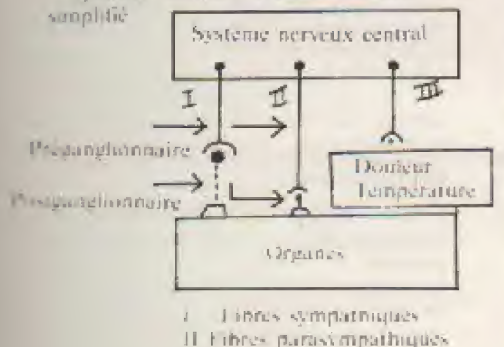 simplifié
Système nerveux central
I
II
III
Préganglionnaire
Douleur
Température
Postganglionnaire
Organes
I Fibres sympathiques
II Fibres parasympathiques